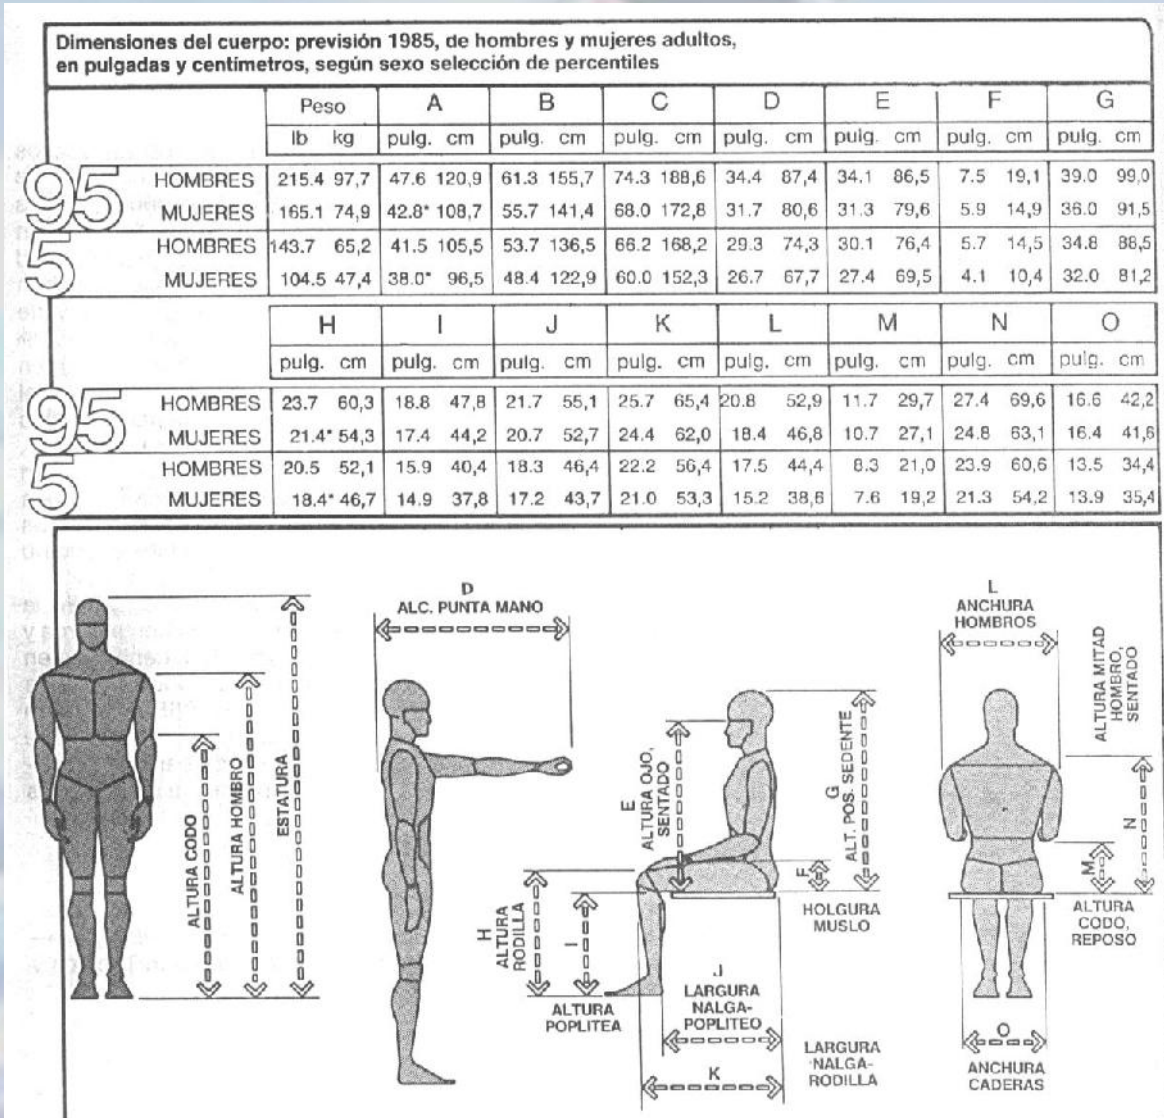 Dimensiones del cuerpo: previsión 1985, de hombres y mujeres adultos,
en pulgadas y centímetros, según sexo selección de percentiles
Peso A B C D E F G
lb kg pulg. cm pulg. cm pulg. cm pulg. cm pulg. cm pulg. cm pulg. cm
95 HOMBRES 215.4 97,7 47.6 120,9 61.3 155,7 74.3 188,6 34.4 87,4 34.1 86,5 7.5 19,1 39.0 99,0
MUJERES 165.1 74,9 42.8* 108,7 55.7 141,4 68.0 172,8 31.7 80,6 31.3 79,6 5.9 14,9 36.0 91,5
5 HOMBRES 143.7 65,2 41.5 105,5 53.7 136,5 66.2 168,2 29.3 74,3 30.1 76,4 5.7 14,5 34.8 88,5
MUJERES 104.5 47,4 38.0* 96,5 48.4 122,9 60.0 152,3 26.7 67,7 27.4 69,5 4.1 10,4 32.0 81,2
H I J K L M N O
pulg. cm pulg. cm pulg. cm pulg. cm pulg. cm pulg. cm pulg. cm pulg. cm
95 HOMBRES 23.7 60,3 18.8 47,8 21.7 55,1 25.7 65,4 20.8 52,9 11.7 29,7 27.4 69,6 16.6 42,2
MUJERES 21.4* 54,3 17.4 44,2 20.7 52,7 24.4 62,0 18.4 46,8 10.7 27,1 24.8 63,1 16.4 41,6
5 HOMBRES 20.5 52,1 15.9 40,4 18.3 46,4 22.2 56,4 17.5 44,4 8.3 21,0 23.9 60,6 13.5 34,4
MUJERES 18.4* 46,7 14.9 37,8 17.2 43,7 21.0 53,3 15.2 38,6 7.6 19,2 21.3 54,2 13.9 35,4
ALTURA CODO
ALTURA HOMBRO
ESTATURA
D
ALC. PUNTA MANO
E
ALTURA OJO,
SENTADO
G
ALT. POS. SEDENTE
F
HOLGURA
MUSLO
H
ALTURA
RODILLA
I
ALTURA
POPLITEA
J
LARGURA
NALGA-
POPLITEO
K
LARGURA
NALGA-
RODILLA
L
ANCHURA
HOMBROS
ALTURA MITAD
HOMBRO,
SENTADO
N
M
ALTURA
CODO,
REPOSO
O
ANCHURA
CADERAS